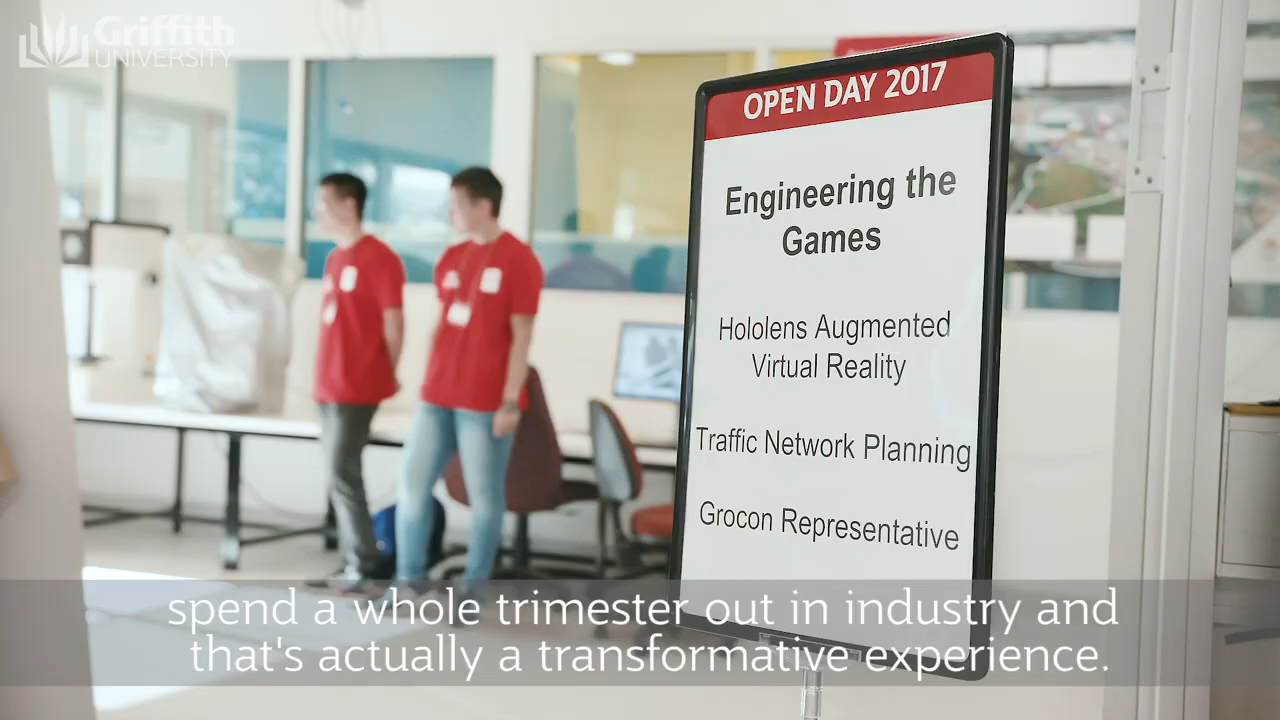 Griffith
UNIVERSITY
OPEN DAY 2017
Engineering the
Games
Hololens Augmented
Virtual Reality
Traffic Network Planning
Grocon Representative
spend a whole trimester out in industry and
that's actually a transformative experience.